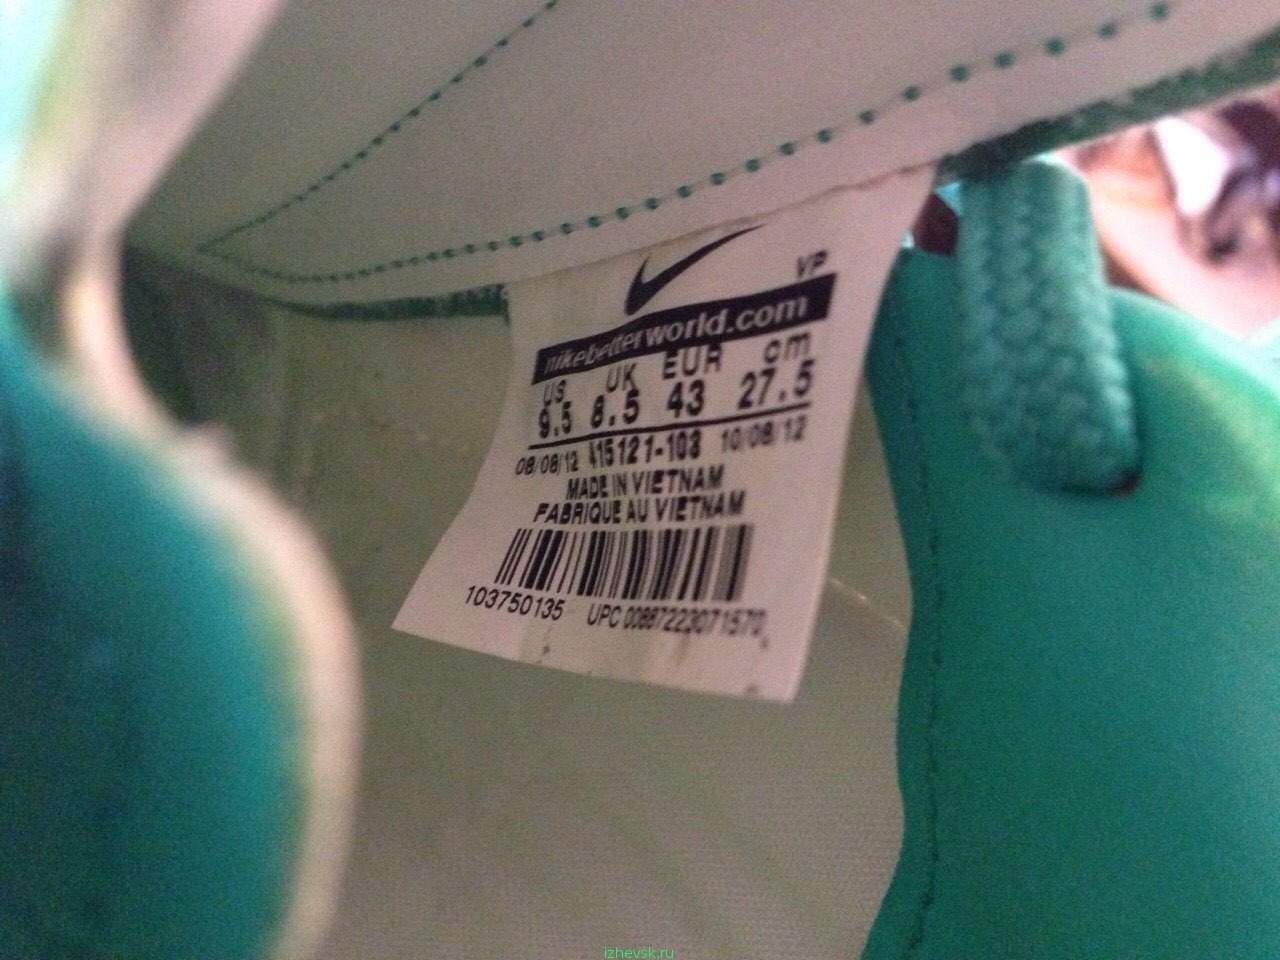 VP
nikebetterworld.com
US UK EUR cm
9.5 8.5 43 27.5
08/08/12 415121-103 10/08/12
MADE IN VIETNAM
FABRIQUE AU VIETNAM
103750135 UPC 00887223071570
izhevsk.ru